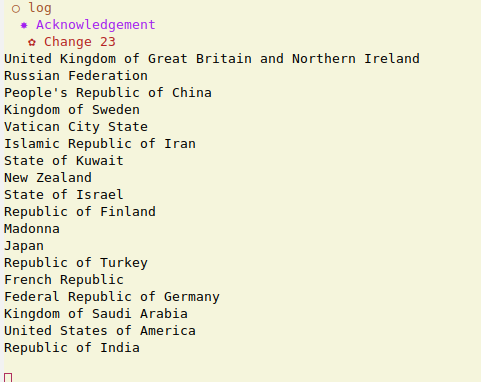 log
Acknowledgement
Change 23
United Kingdom of Great Britain and Northern Ireland
Russian Federation
People's Republic of China
Kingdom of Sweden
Vatican City State
Islamic Republic of Iran
State of Kuwait
New Zealand
State of Israel
Republic of Finland
Madonna
Japan
Republic of Turkey
French Republic
Federal Republic of Germany
Kingdom of Saudi Arabia
United States of America
Republic of India